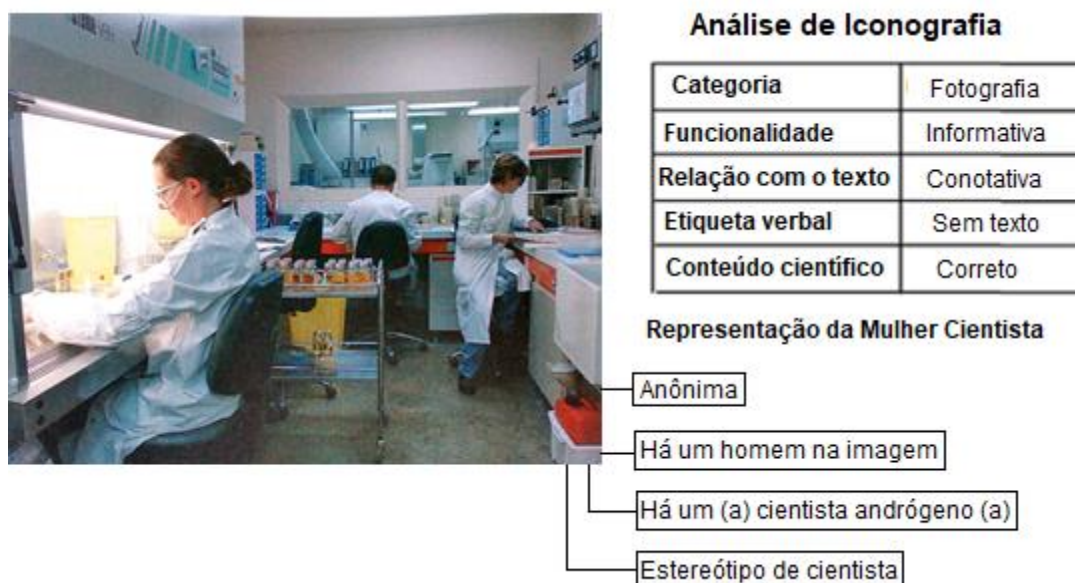 Análise de Iconografia
Categoria Fotografia
Funcionalidade Informativa
Relação com o texto Conotativa
Etiqueta verbal Sem texto
Conteúdo científico Correto
Representação da Mulher Cientista
Anônima
Há um homem na imagem
Há um (a) cientista andrógeno (a)
Estereótipo de cientista